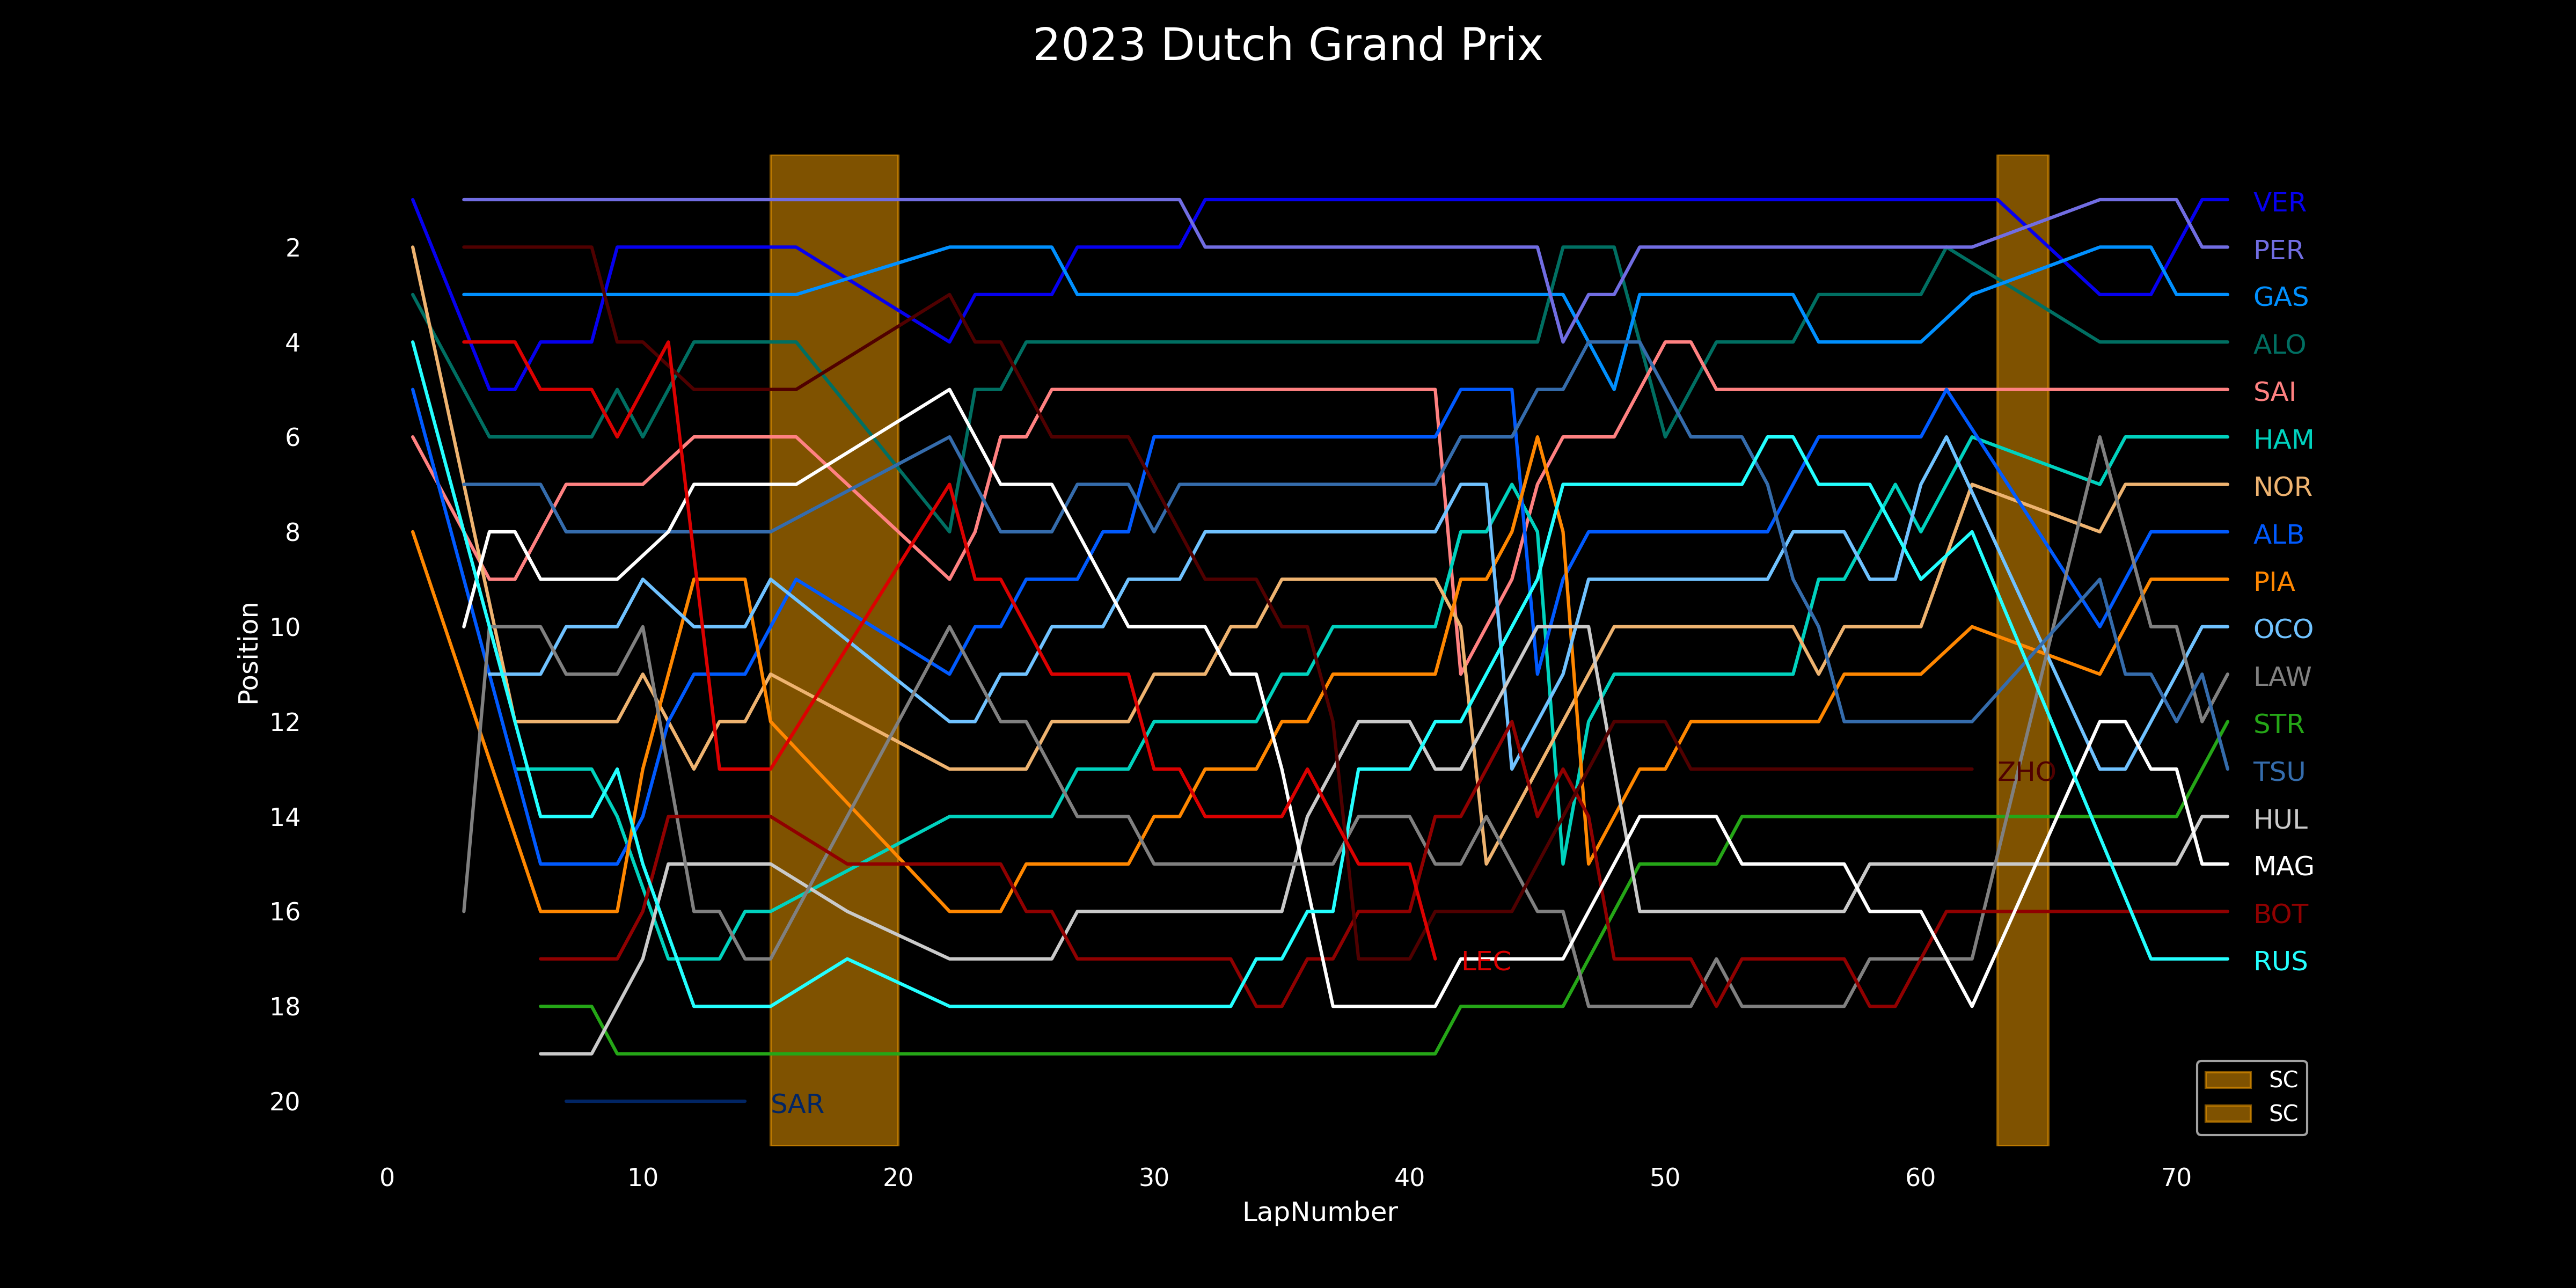 2023 Dutch Grand Prix
Position
2
4
6
8
10
12
14
16
18
20
VER
PER
GAS
ALO
SAI
HAM
NOR
ALB
PIA
OCO
LAW
STR
ZHO
TSU
HUL
MAG
BOT
LEC
RUS
SAR
SC
SC
0 10 20 30 40 50 60 70
LapNumber